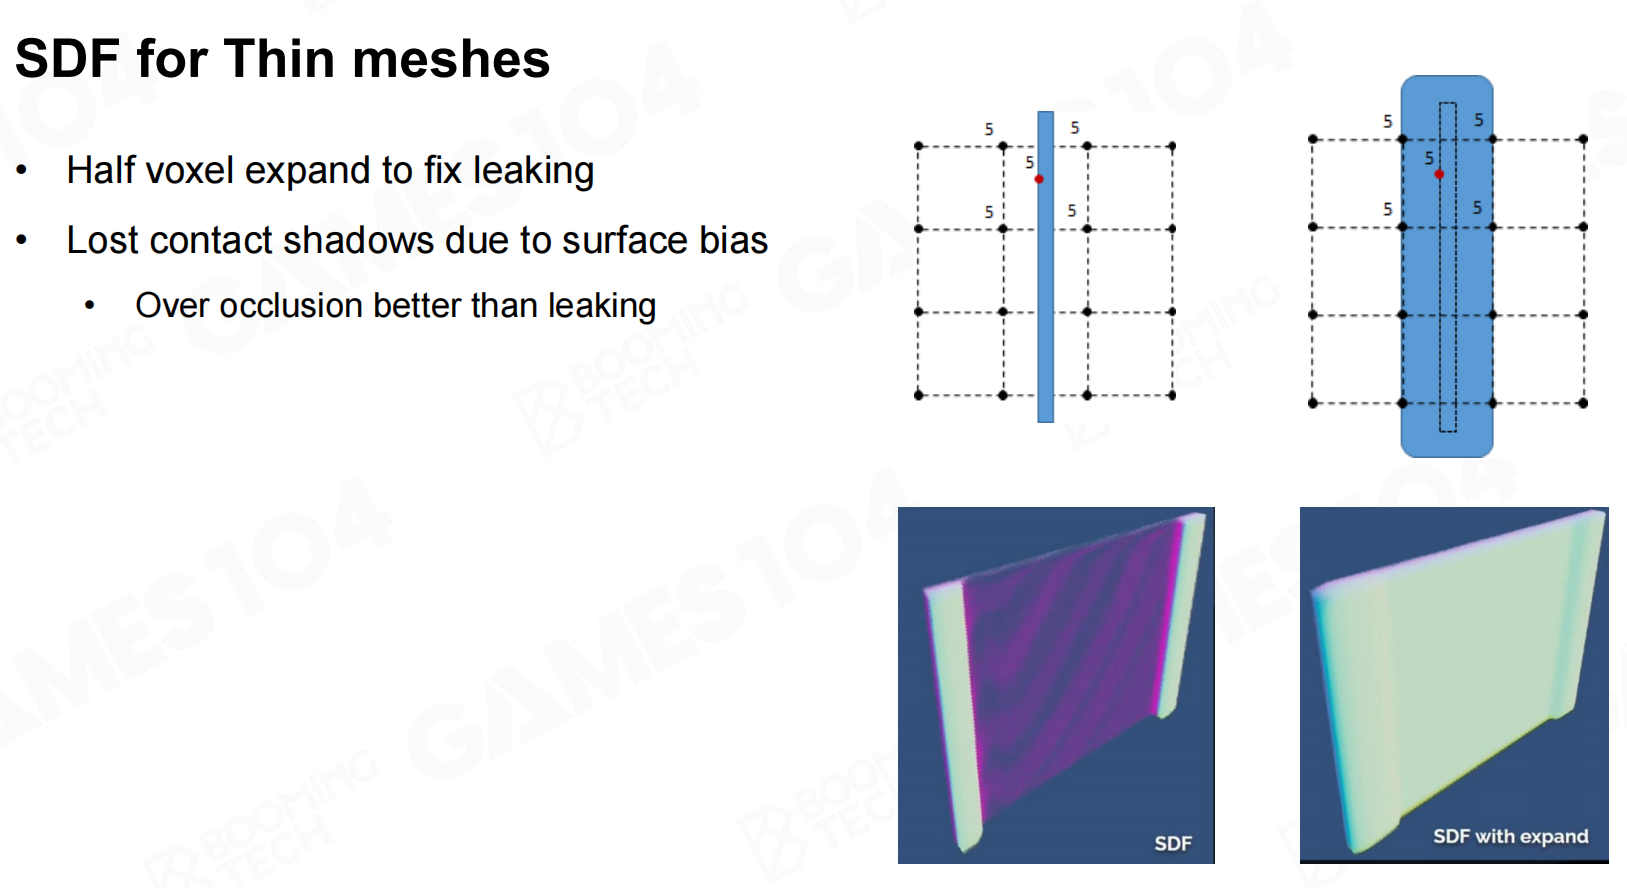 SDF for Thin meshes
• Half voxel expand to fix leaking
• Lost contact shadows due to surface bias
• Over occlusion better than leaking
5 5
5
5 5
5 5
5
5 5
SDF
SDF with expand
GAMES104
BOOMING TECH